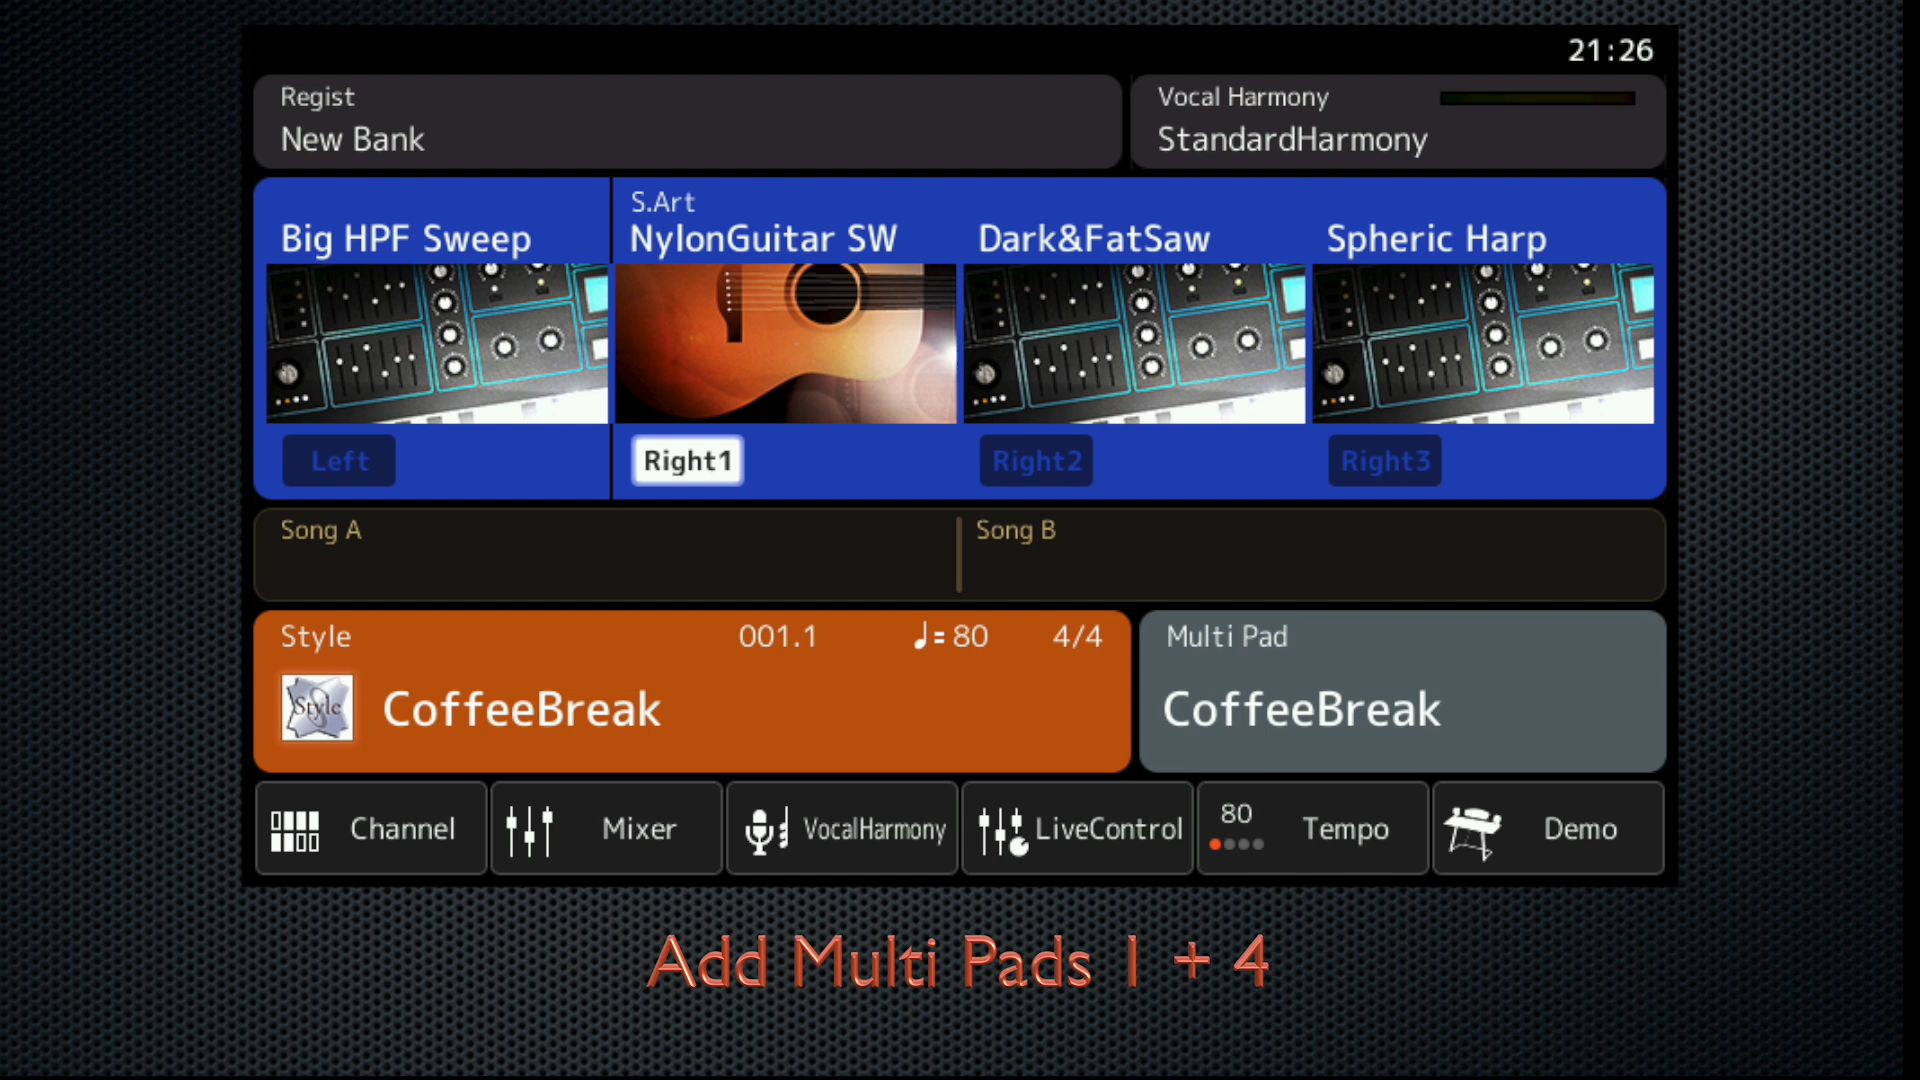 21:26
Regist
New Bank
Vocal Harmony
StandardHarmony
Big HPF Sweep
S.Art
NylonGuitar SW
Dark&FatSaw
Spheric Harp
Left
Right1
Right2
Right3
Song A
Song B
Style
001.1
♩= 80
4/4
Style
CoffeeBreak
Multi Pad
CoffeeBreak
Channel
Mixer
VocalHarmony
LiveControl
80
Tempo
Demo
Add Multi Pads 1 + 4